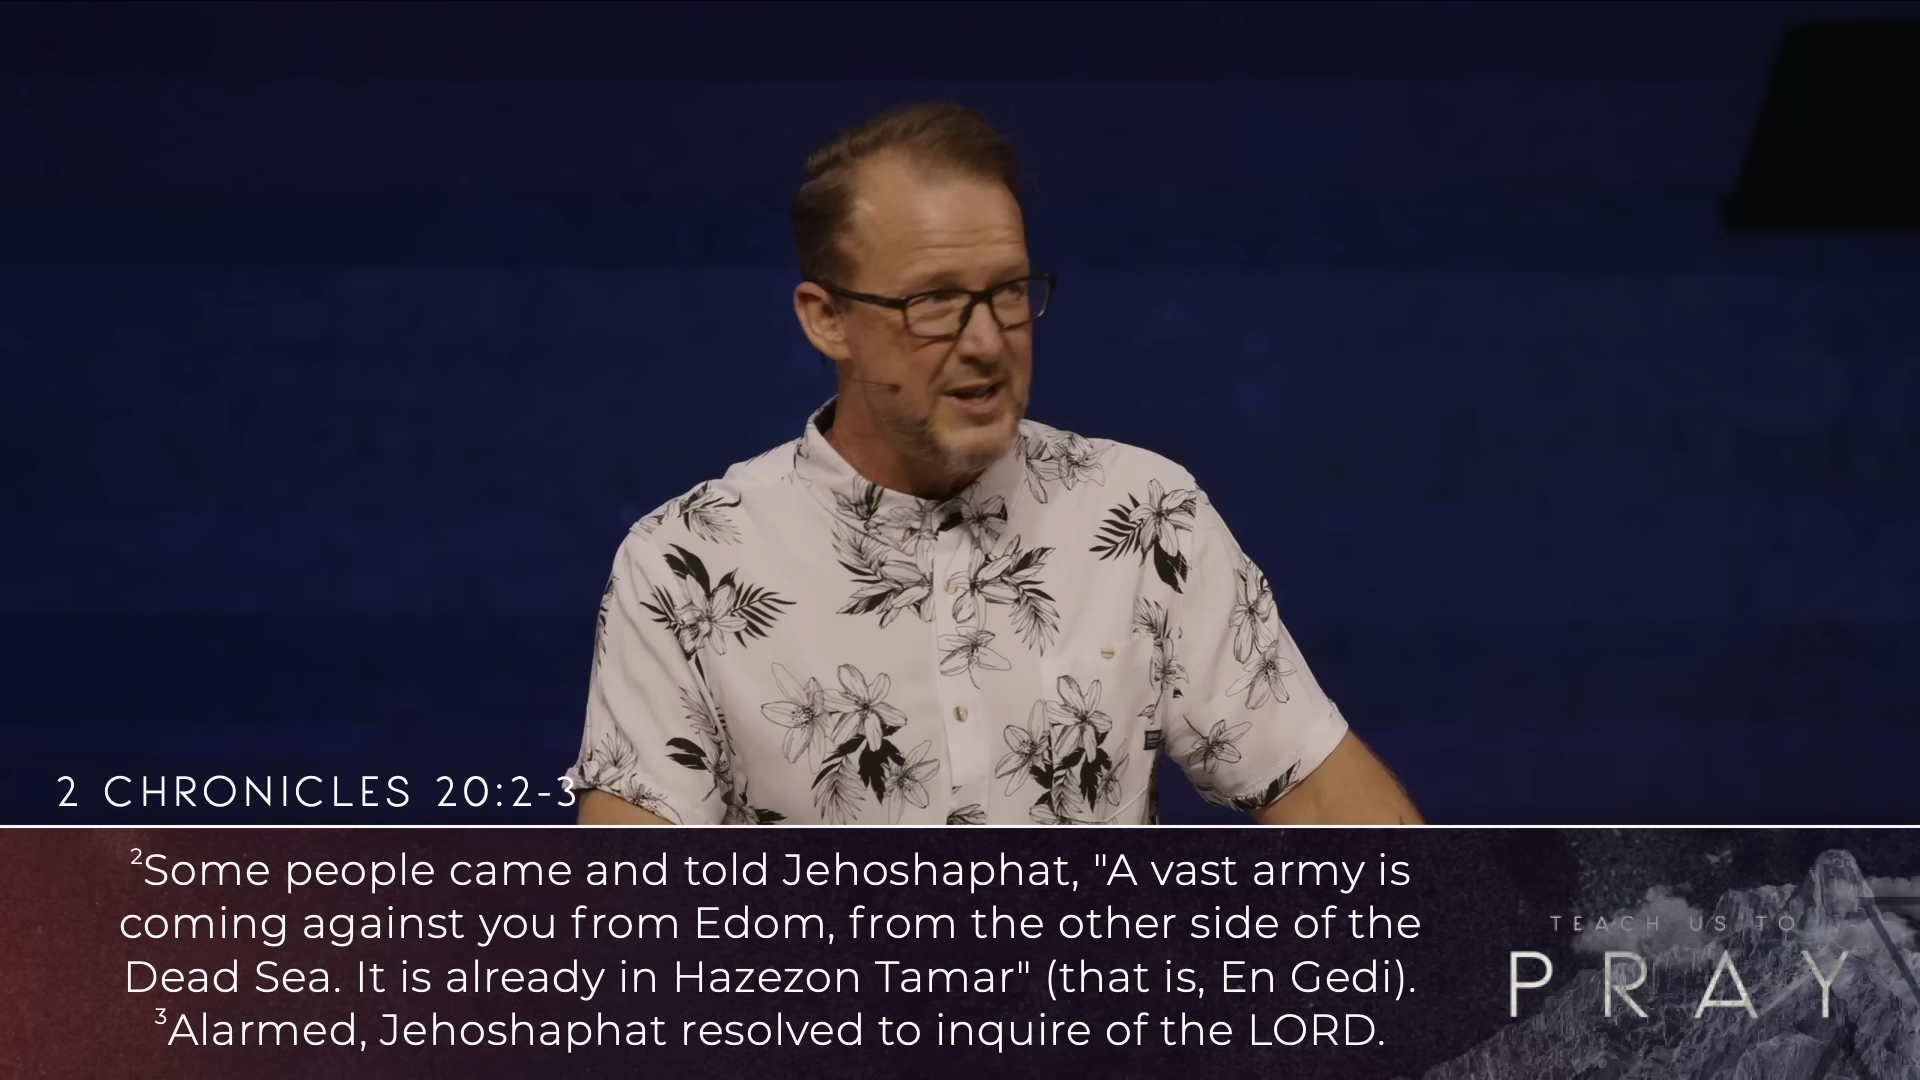 2 CHRONICLES 20:2-3
²Some people came and told Jehoshaphat, "A vast army is
coming against you from Edom, from the other side of the
Dead Sea. It is already in Hazezon Tamar" (that is, En Gedi).
³Alarmed, Jehoshaphat resolved to inquire of the LORD.
TEACH US TO
PRAY